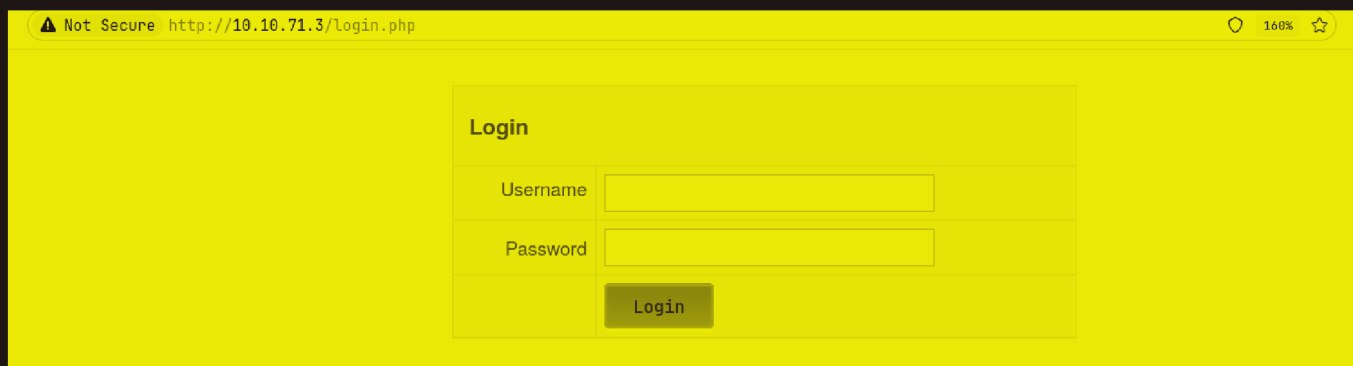 Not Secure http://10.10.71.3/login.php 160%
Login
Username
Password
Login